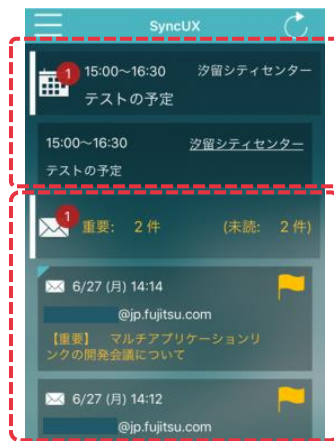 SyncUX
1
15:00～16:30 汐留シティセンター
テストの予定
15:00～16:30 汐留シティセンター
テストの予定
1
重要: 2 件 (未読: 2 件)
6/27 (月) 14:14
@jp.fujitsu.com
【重要】 マルチアプリケーションリ
ンクの開発会議について
6/27 (月) 14:12
@jp.fujitsu.com